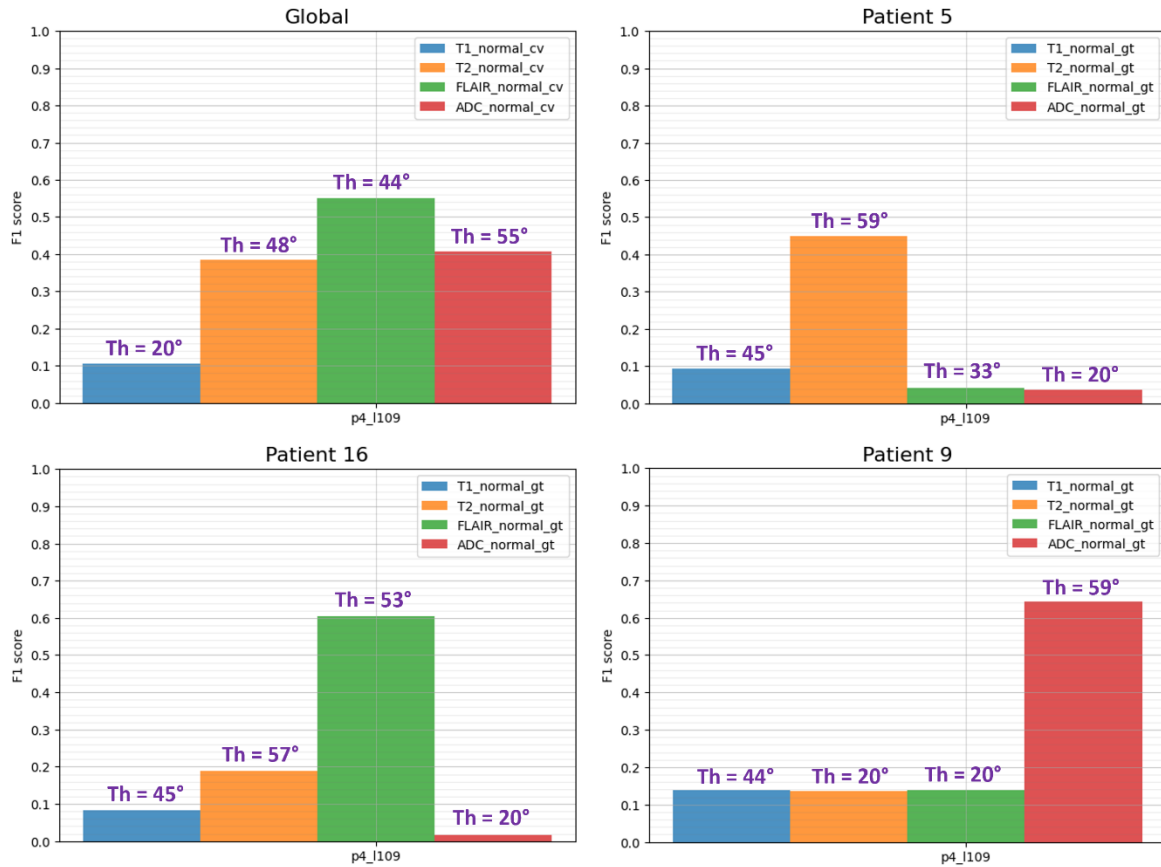 Global
1.0
0.9
0.8
0.7
0.6
0.5
0.4
0.3
0.2
0.1
0.0
F1 score
T1_normal_cv
T2_normal_cv
FLAIR_normal_cv
ADC_normal_cv
Th = 20°
Th = 48°
Th = 44°
Th = 55°
p4_l109
Patient 5
1.0
0.9
0.8
0.7
0.6
0.5
0.4
0.3
0.2
0.1
0.0
F1 score
T1_normal_gt
T2_normal_gt
FLAIR_normal_gt
ADC_normal_gt
Th = 45°
Th = 59°
Th = 33°
Th = 20°
p4_l109
Patient 16
1.0
0.9
0.8
0.7
0.6
0.5
0.4
0.3
0.2
0.1
0.0
F1 score
T1_normal_gt
T2_normal_gt
FLAIR_normal_gt
ADC_normal_gt
Th = 45°
Th = 57°
Th = 53°
Th = 20°
p4_l109
Patient 9
1.0
0.9
0.8
0.7
0.6
0.5
0.4
0.3
0.2
0.1
0.0
F1 score
T1_normal_gt
T2_normal_gt
FLAIR_normal_gt
ADC_normal_gt
Th = 44°
Th = 20°
Th = 20°
Th = 59°
p4_l109